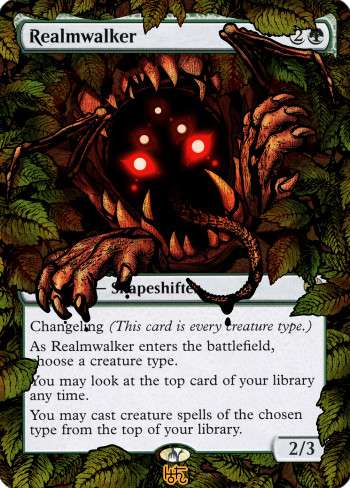 Realmwalker 2
— Shapeshifter
Changeling (This card is every creature type.)
As Realmwalker enters the battlefield,
choose a creature type.
You may look at the top card of your library
any time.
You may cast creature spells of the chosen
type from the top of your library.
2/3